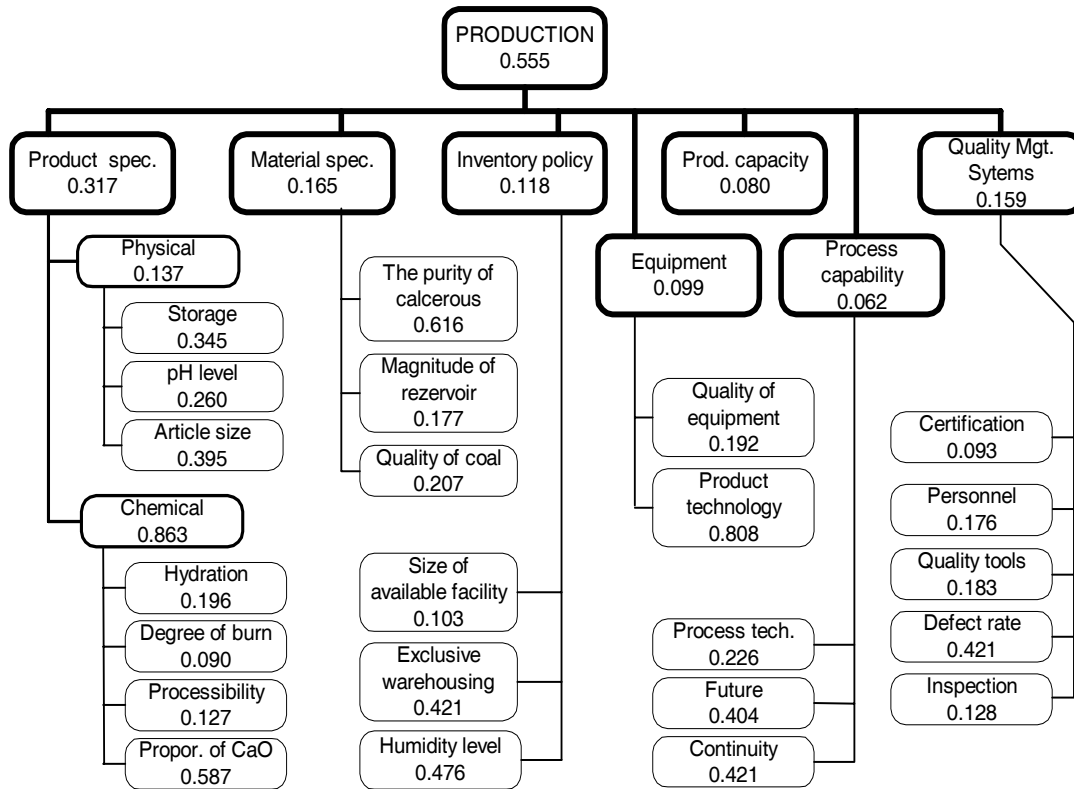 PRODUCTION
0.555
Product spec.
0.317
Material spec.
0.165
Inventory policy
0.118
Prod. capacity
0.080
Quality Mgt.
Sytems
0.159
Equipment
0.099
Process
capability
0.062
Physical
0.137
Storage
0.345
pH level
0.260
Article size
0.395
Chemical
0.863
Hydration
0.196
Degree of burn
0.090
Processibility
0.127
Propor. of CaO
0.587
The purity of
calcerous
0.616
Magnitude of
rezervoir
0.177
Quality of coal
0.207
Size of
available facility
0.103
Exclusive
warehousing
0.421
Humidity level
0.476
Quality of
equipment
0.192
Product
technology
0.808
Process tech.
0.226
Future
0.404
Continuity
0.421
Certification
0.093
Personnel
0.176
Quality tools
0.183
Defect rate
0.421
Inspection
0.128